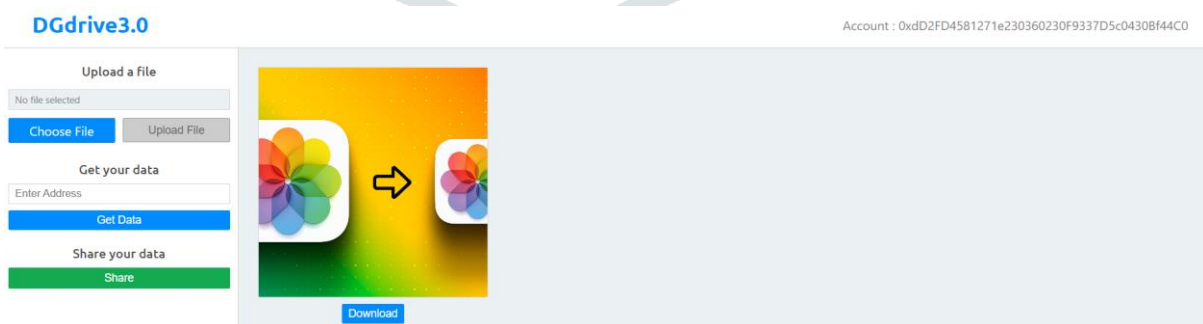 DGdrive3.0
Account : 0xdD2FD4581271e230360230F9337D5c04308f44C0
Upload a file
No file selected
Choose File
Upload File
Get your data
Enter Address
Get Data
Share your data
Share
Download